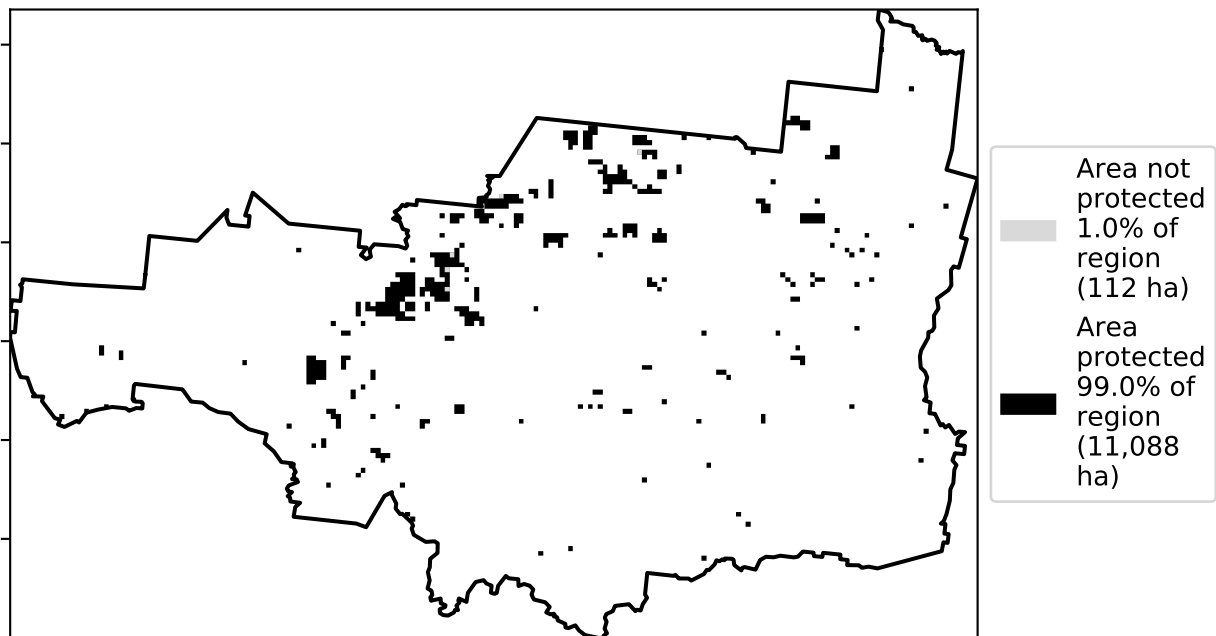 Area not
protected
1.0% of
region
(112 ha)
Area
protected
99.0% of
region
(11,088
ha)